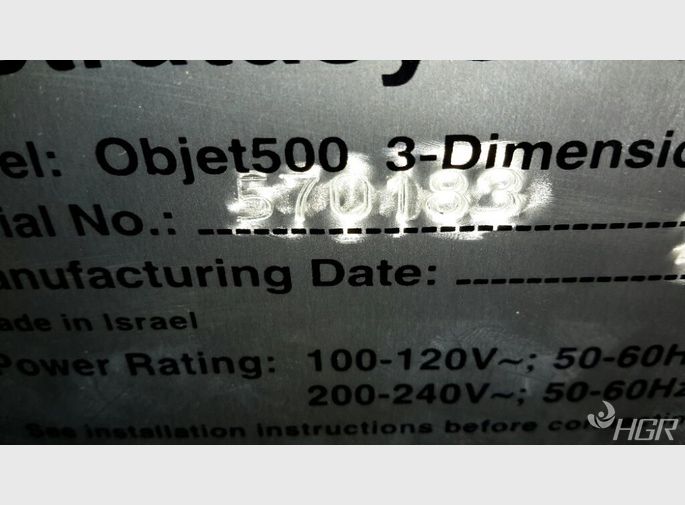 el: Objet500 3-Dimensio
ial No.: 570183
anufacturing Date:
ade in Israel
Power Rating: 100-120V~; 50-60H
200-240V~; 50-60Hz
See installation instructions before
HGR